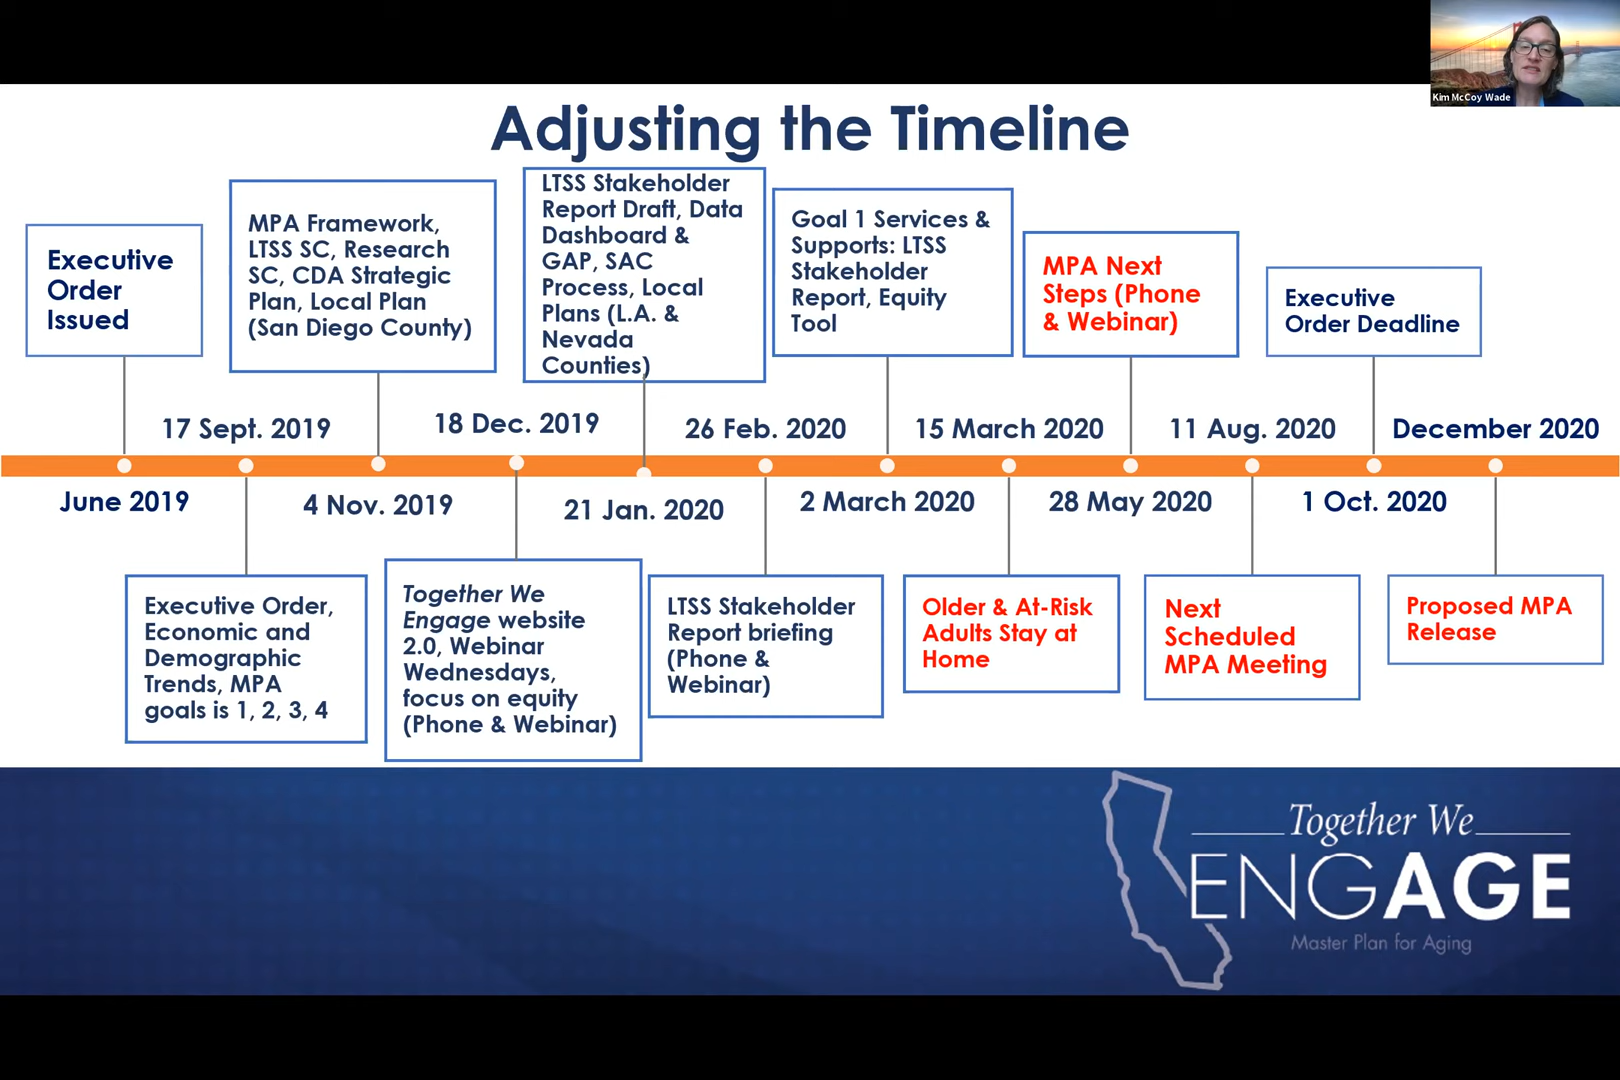 Kim McCoy Wade
Adjusting the Timeline
Executive
Order
Issued
MPA Framework,
LTSS SC, Research
SC, CDA Strategic
Plan, Local Plan
(San Diego County)
LTSS Stakeholder
Report Draft, Data
Dashboard &
GAP, SAC
Process, Local
Plans (L.A. &
Nevada
Counties)
Goal 1 Services &
Supports: LTSS
Stakeholder
Report, Equity
Tool
MPA Next
Steps (Phone
& Webinar)
Executive
Order Deadline
17 Sept. 2019
18 Dec. 2019
26 Feb. 2020
15 March 2020
11 Aug. 2020
December 2020
June 2019
4 Nov. 2019
21 Jan. 2020
2 March 2020
28 May 2020
1 Oct. 2020
Executive Order,
Economic and
Demographic
Trends, MPA
goals is 1, 2, 3, 4
Together We
Engage website
2.0, Webinar
Wednesdays,
focus on equity
(Phone & Webinar)
LTSS Stakeholder
Report briefing
(Phone &
Webinar)
Older & At-Risk
Adults Stay at
Home
Next
Scheduled
MPA Meeting
Proposed MPA
Release
Together We
ENGAGE
Master Plan for Aging